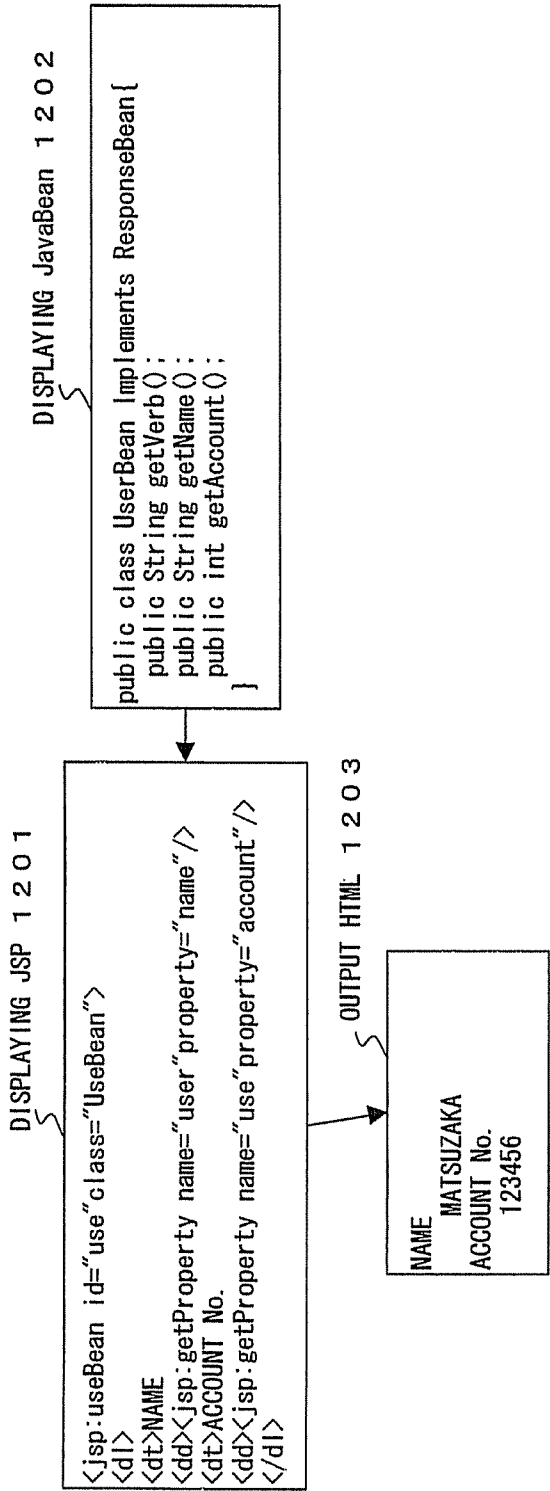 DISPLAYING JSP 1201
<jsp:useBean id="use"class="UseBean">
<dl>
<dt>NAME
<dd><jsp:getProperty name="user"property="name"/>
<dt>ACCOUNT No.
<dd><jsp:getProperty name="use"property="account"/>
</dl>
DISPLAYING JavaBean 1202
public class UserBean Implements ResponseBean{
public String getVerb();
public String getName();
public int getAccount();
}
OUTPUT HTML 1203
NAME
MATSUZAKA
ACCOUNT No.
123456